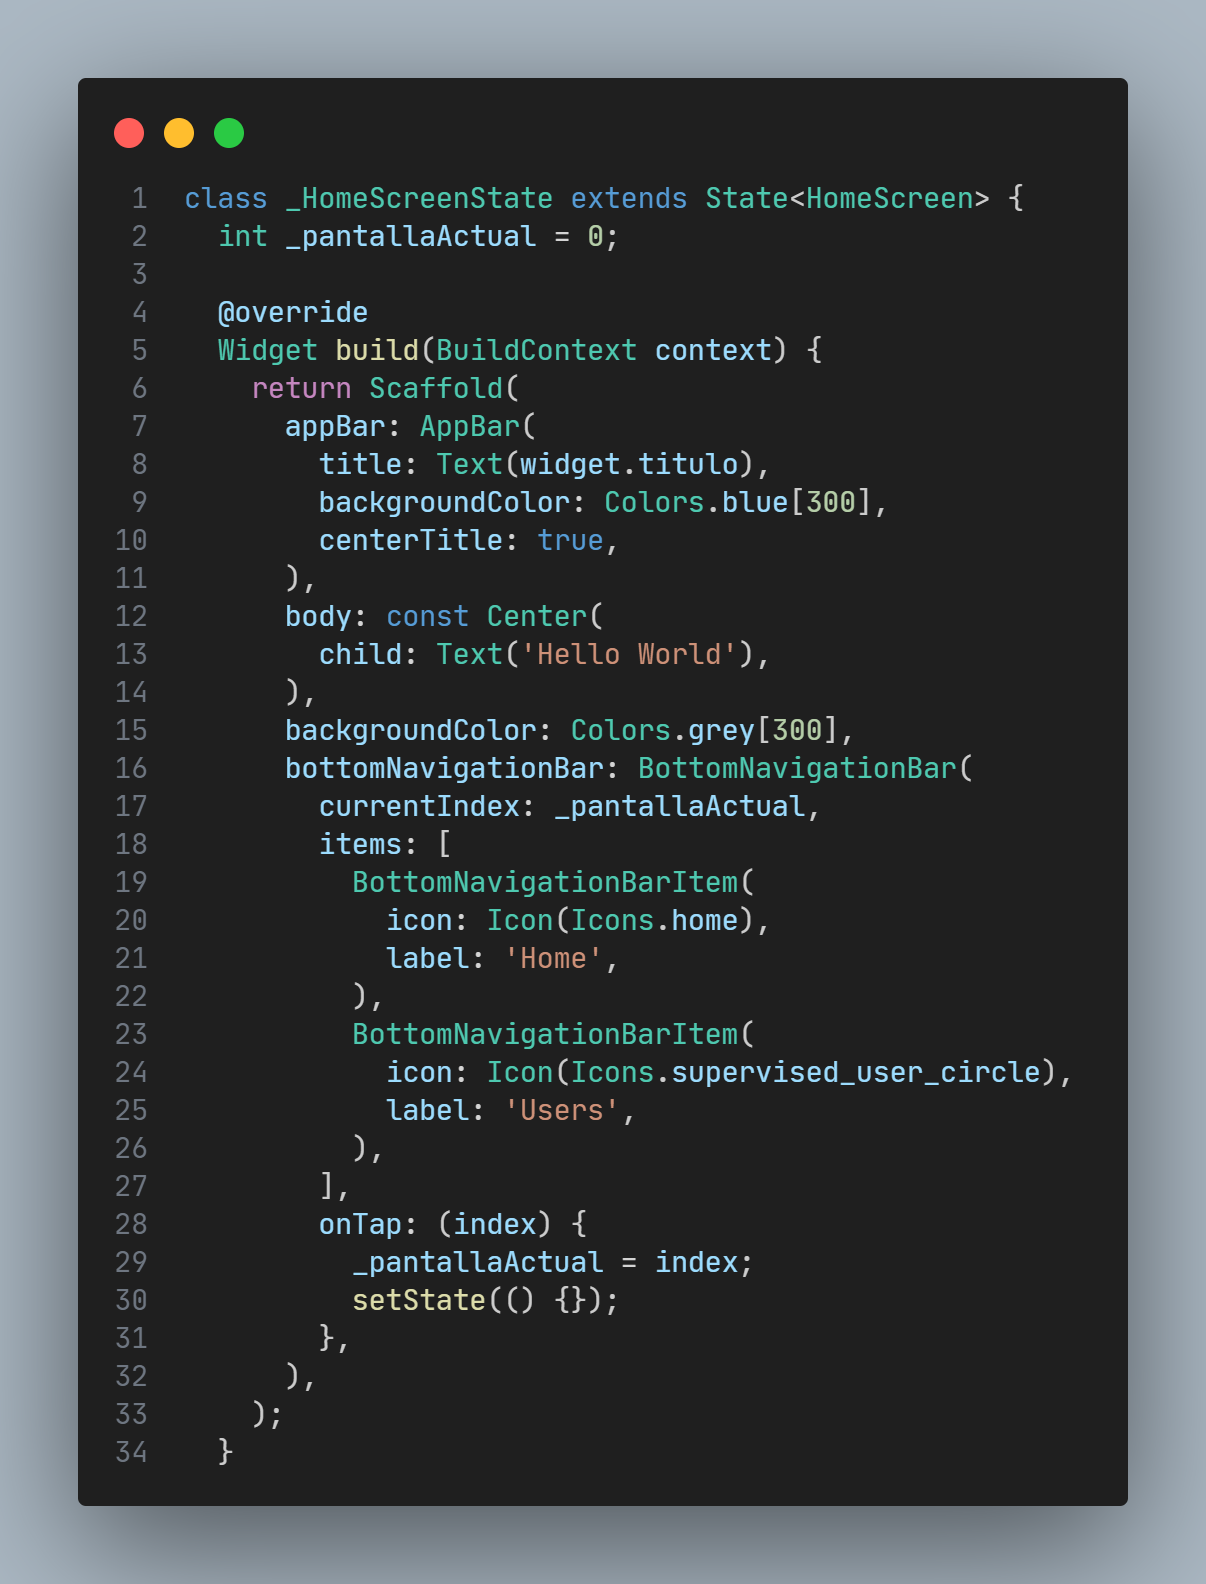 1 class _HomeScreenState extends State<HomeScreen> {
2   int _pantallaActual = 0;
3
4   @override
5   Widget build(BuildContext context) {
6     return Scaffold(
7       appBar: AppBar(
8         title: Text(widget.titulo),
9         backgroundColor: Colors.blue[300],
10         centerTitle: true,
11       ),
12       body: const Center(
13         child: Text('Hello World'),
14       ),
15       backgroundColor: Colors.grey[300],
16       bottomNavigationBar: BottomNavigationBar(
17         currentIndex: _pantallaActual,
18         items: [
19           BottomNavigationBarItem(
20             icon: Icon(Icons.home),
21             label: 'Home',
22           ),
23           BottomNavigationBarItem(
24             icon: Icon(Icons.supervised_user_circle),
25             label: 'Users',
26           ),
27         ],
28         onTap: (index) {
29           _pantallaActual = index;
30           setState(() {});
31         },
32       ),
33     );
34   }